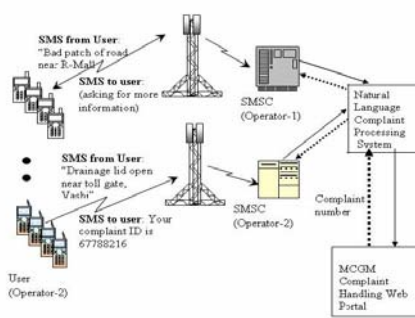 SMS from User:
"Bad patch of road
near R-Mall
SMS to user:
(asking for more
information)
SMSC
(Operator-1)
Natural
Language
Complaint
Processing
System
SMS from User:
"Drainage lid open
near toll gate,
Vashi"
SMS to user: Your
complaint ID is
67788216
SMSC
(Operator-2)
Complaint
number
User
(Operator-2)
MCGM
Complaint
Handling Web
Portal